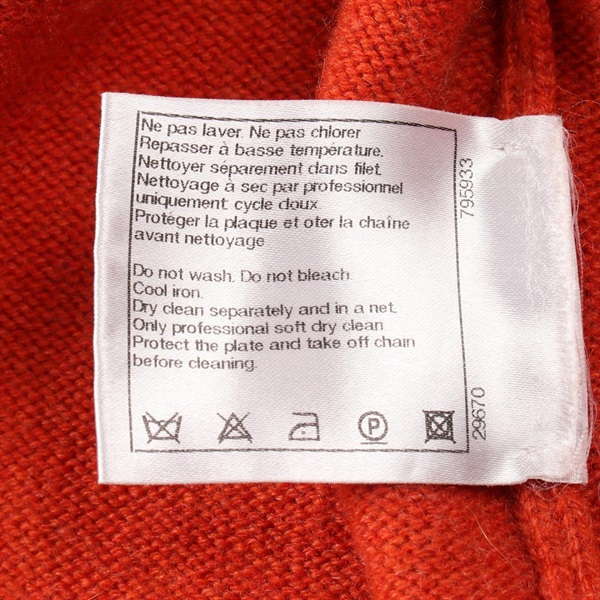 Ne pas laver. Ne pas chlorer
Repasser à basse température.
Nettoyer séparement dans filet.
Nettoyage à sec par professionnel
uniquement: cycle doux.
Protéger la plaque et oter la chaîne
avant nettoyage
Do not wash. Do not bleach.
Cool iron.
Dry clean separately and in a net.
Only professional soft dry clean.
Protect the plate and take off chain
before cleaning.
P
795933
29670